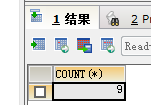 1 结果
2
Read
COUNT(*)
9